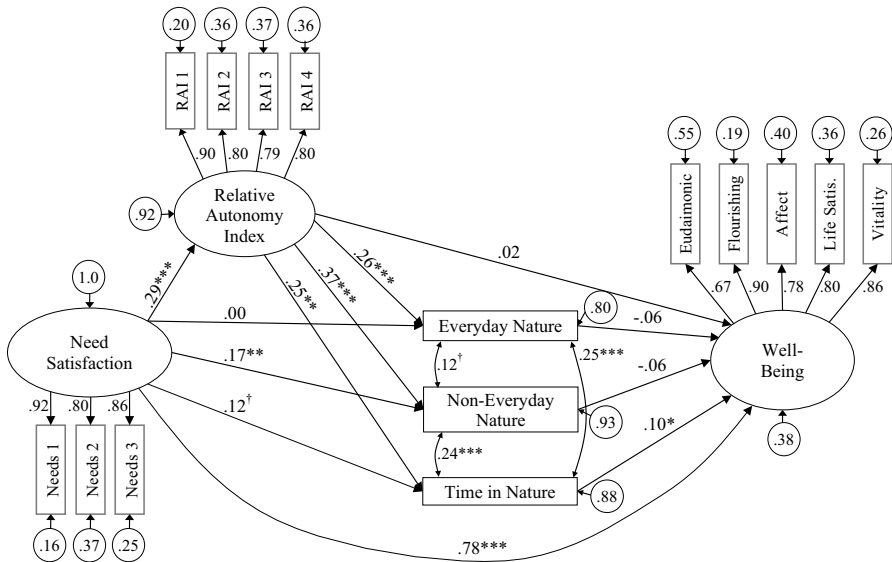 .20
.36
.37
.36
RAI 1
RAI 2
RAI 3
RAI 4
.90
.80
.79
.80
Relative
Autonomy
Index
.92
.55
.19
.40
.36
.26
Eudaimonic
Flourishing
Affect
Life Satis.
Vitality
.67
.90
.78
.80
.86
1.0
.29***
.02
.26***
.37***
.25**
Need
Satisfaction
.00
.17**
.12†
Everyday Nature
.80
-.06
.12†
.25***
Non-Everyday
Nature
.93
-.06
.24***
Time in Nature
.88
.10*
Well-
Being
.38
.92
.80
.86
Needs 1
Needs 2
Needs 3
.16
.37
.25
.78***